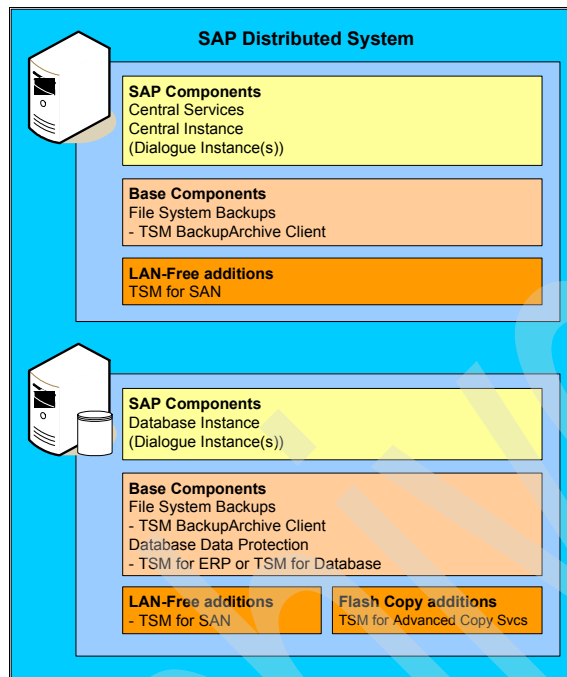 SAP Distributed System
SAP Components
Central Services
Central Instance
(Dialogue Instance(s))
Base Components
File System Backups
- TSM BackupArchive Client
LAN-Free additions
TSM for SAN
SAP Components
Database Instance
(Dialogue Instance(s))
Base Components
File System Backups
- TSM BackupArchive Client
Database Data Protection
- TSM for ERP or TSM for Database
LAN-Free additions
- TSM for SAN
Flash Copy additions
TSM for Advanced Copy Svcs